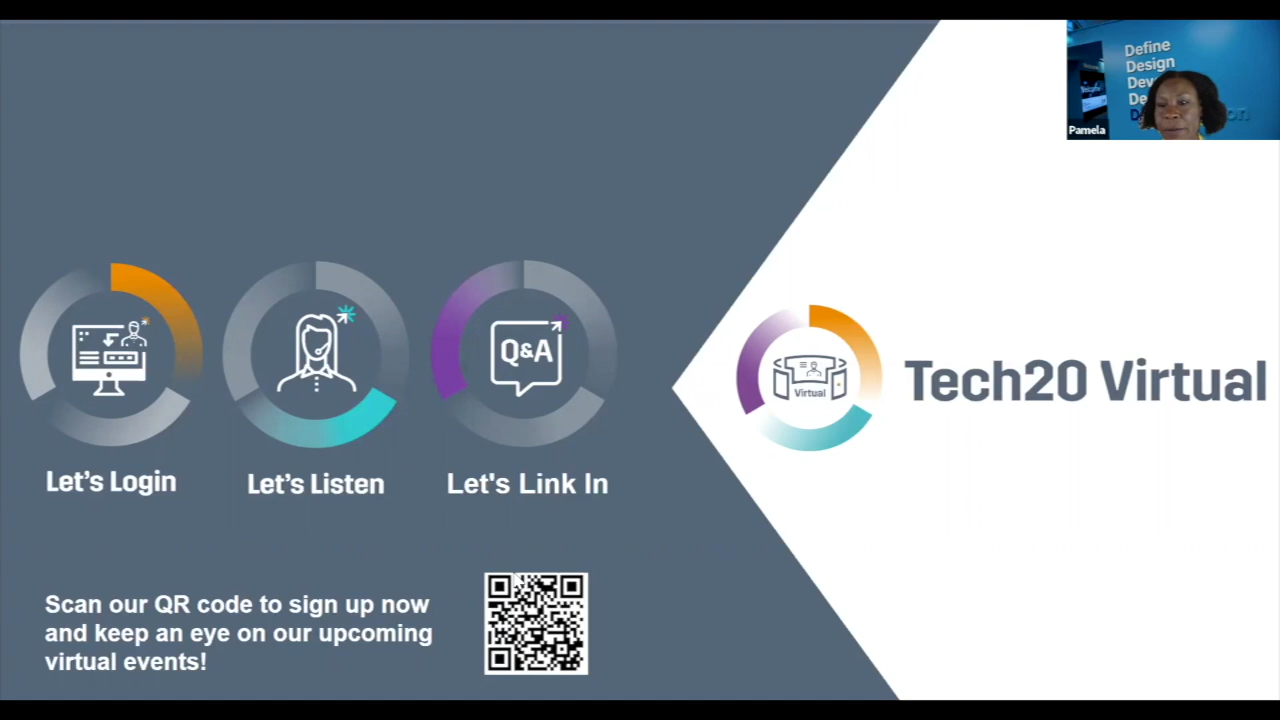 Define
Design
Pamela
Q&A
Virtual
Tech20 Virtual
Let’s Login
Let’s Listen
Let's Link In
Scan our QR code to sign up now
and keep an eye on our upcoming
virtual events!